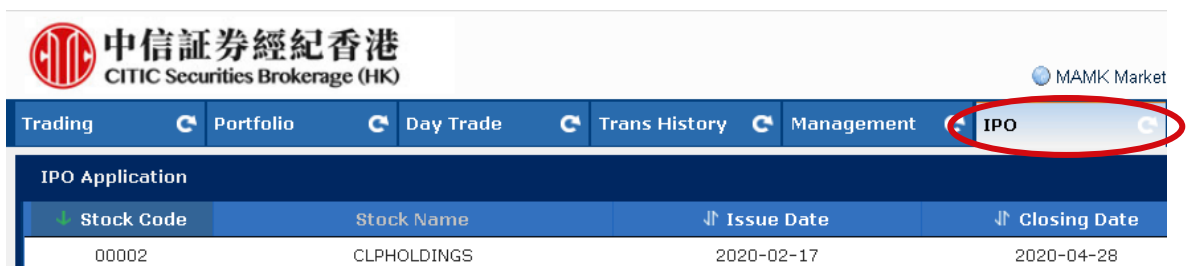 中信証券經紀香港
CITIC Securities Brokerage (HK)
MAMK Market
Trading Portfolio Day Trade Trans History Management IPO
IPO Application
Stock Code Stock Name Issue Date Closing Date
00002 CLPHOLDINGS 2020-02-17 2020-04-28